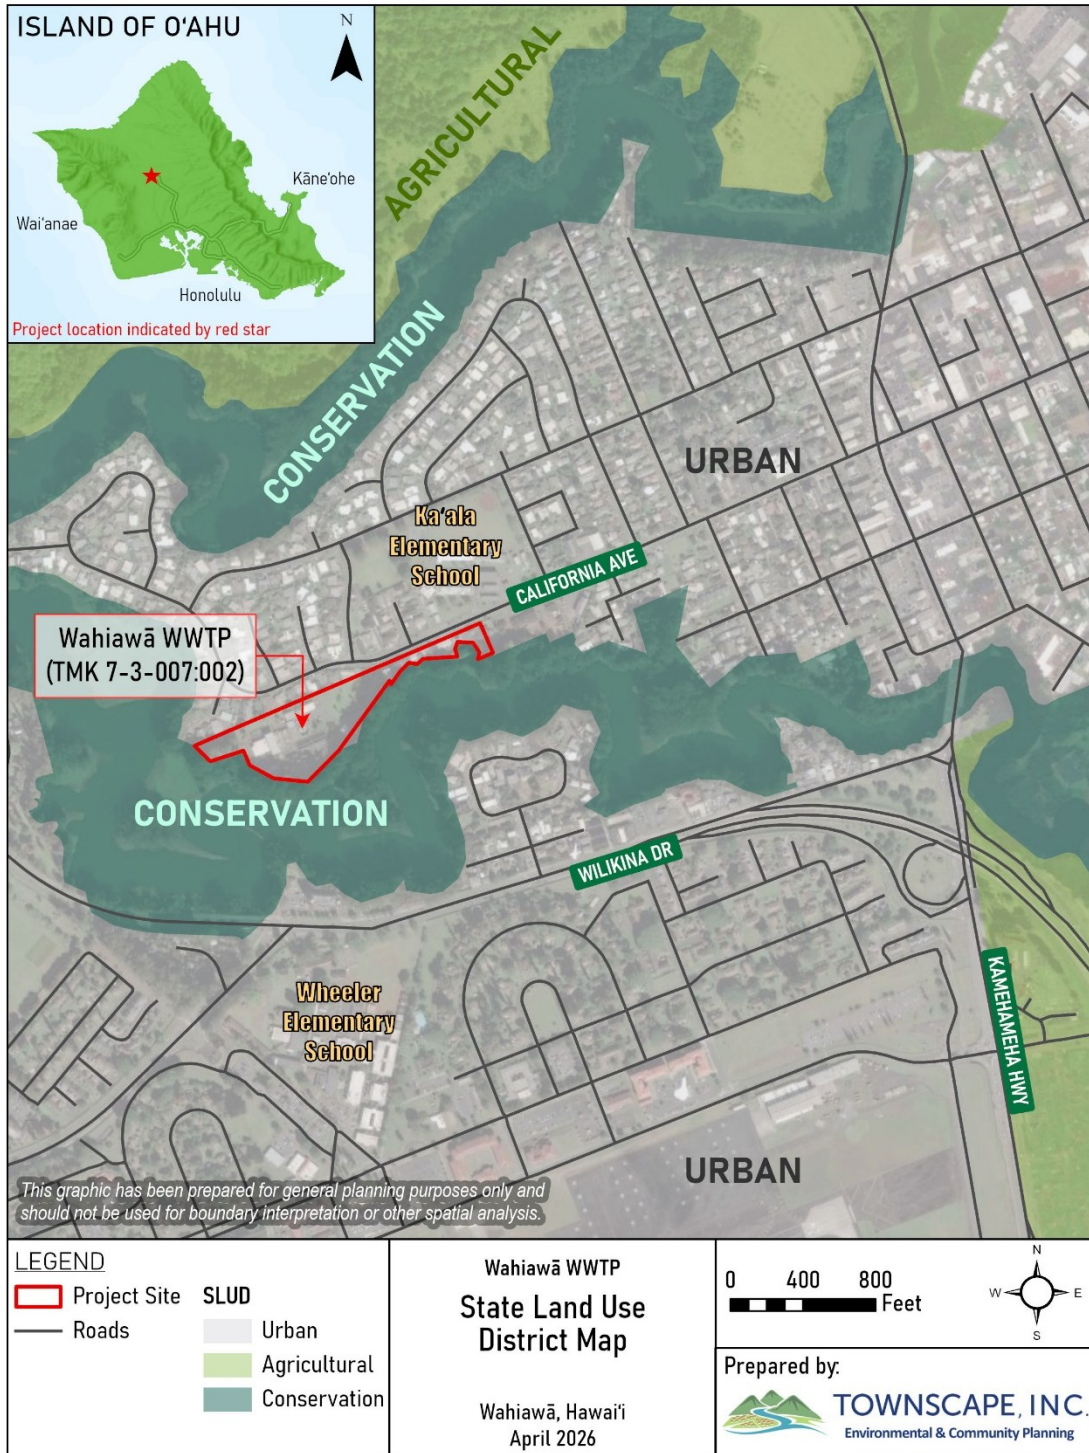 ISLAND OF OʻAHU
N
Kāneʻohe
Waiʻanae
Honolulu
Project location indicated by red star
AGRICULTURAL
CONSERVATION
URBAN
Kaʻala
Elementary
School
CALIFORNIA AVE
Wahiawā WWTP
(TMK 7-3-007:002)
CONSERVATION
WILIKINA DR
Wheeler
Elementary
School
KAMEHAMEHA HWY
URBAN
This graphic has been prepared for general planning purposes only and
should not be used for boundary interpretation or other spatial analysis.
LEGEND
Project Site
Roads
SLUD
Urban
Agricultural
Conservation
Wahiawā WWTP
State Land Use
District Map
Wahiawā, Hawaiʻi
April 2026
0 400 800
Feet
N
W E
S
Prepared by:
TOWNSCAPE, INC.
Environmental & Community Planning